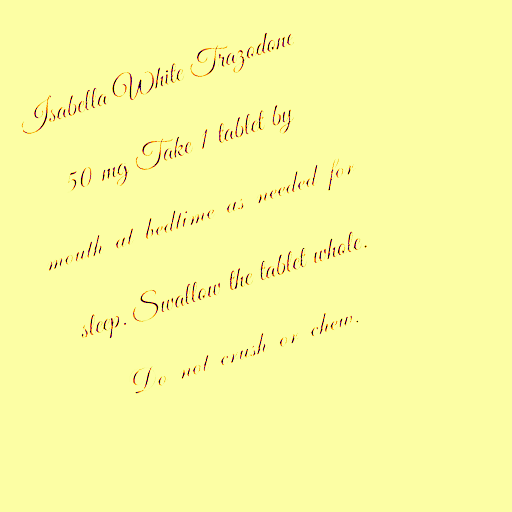 Isabella White Trazodone
50 mg Take 1 tablet by
mouth at bedtime as needed for
sleep. Swallow the tablet whole.
Do not crush or chew.